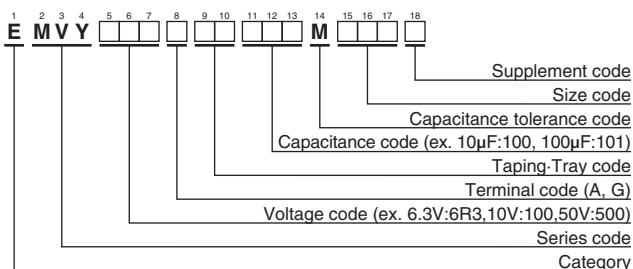 1 2 3 4 5 6 7 8 9 10 11 12 13 14 15 16 17 18
E MVY M
Supplement code
Size code
Capacitance tolerance code
Capacitance code (ex. 10μF:100, 100μF:101)
Taping·Tray code
Terminal code (A, G)
Voltage code (ex. 6.3V:6R3,10V:100,50V:500)
Series code
Category